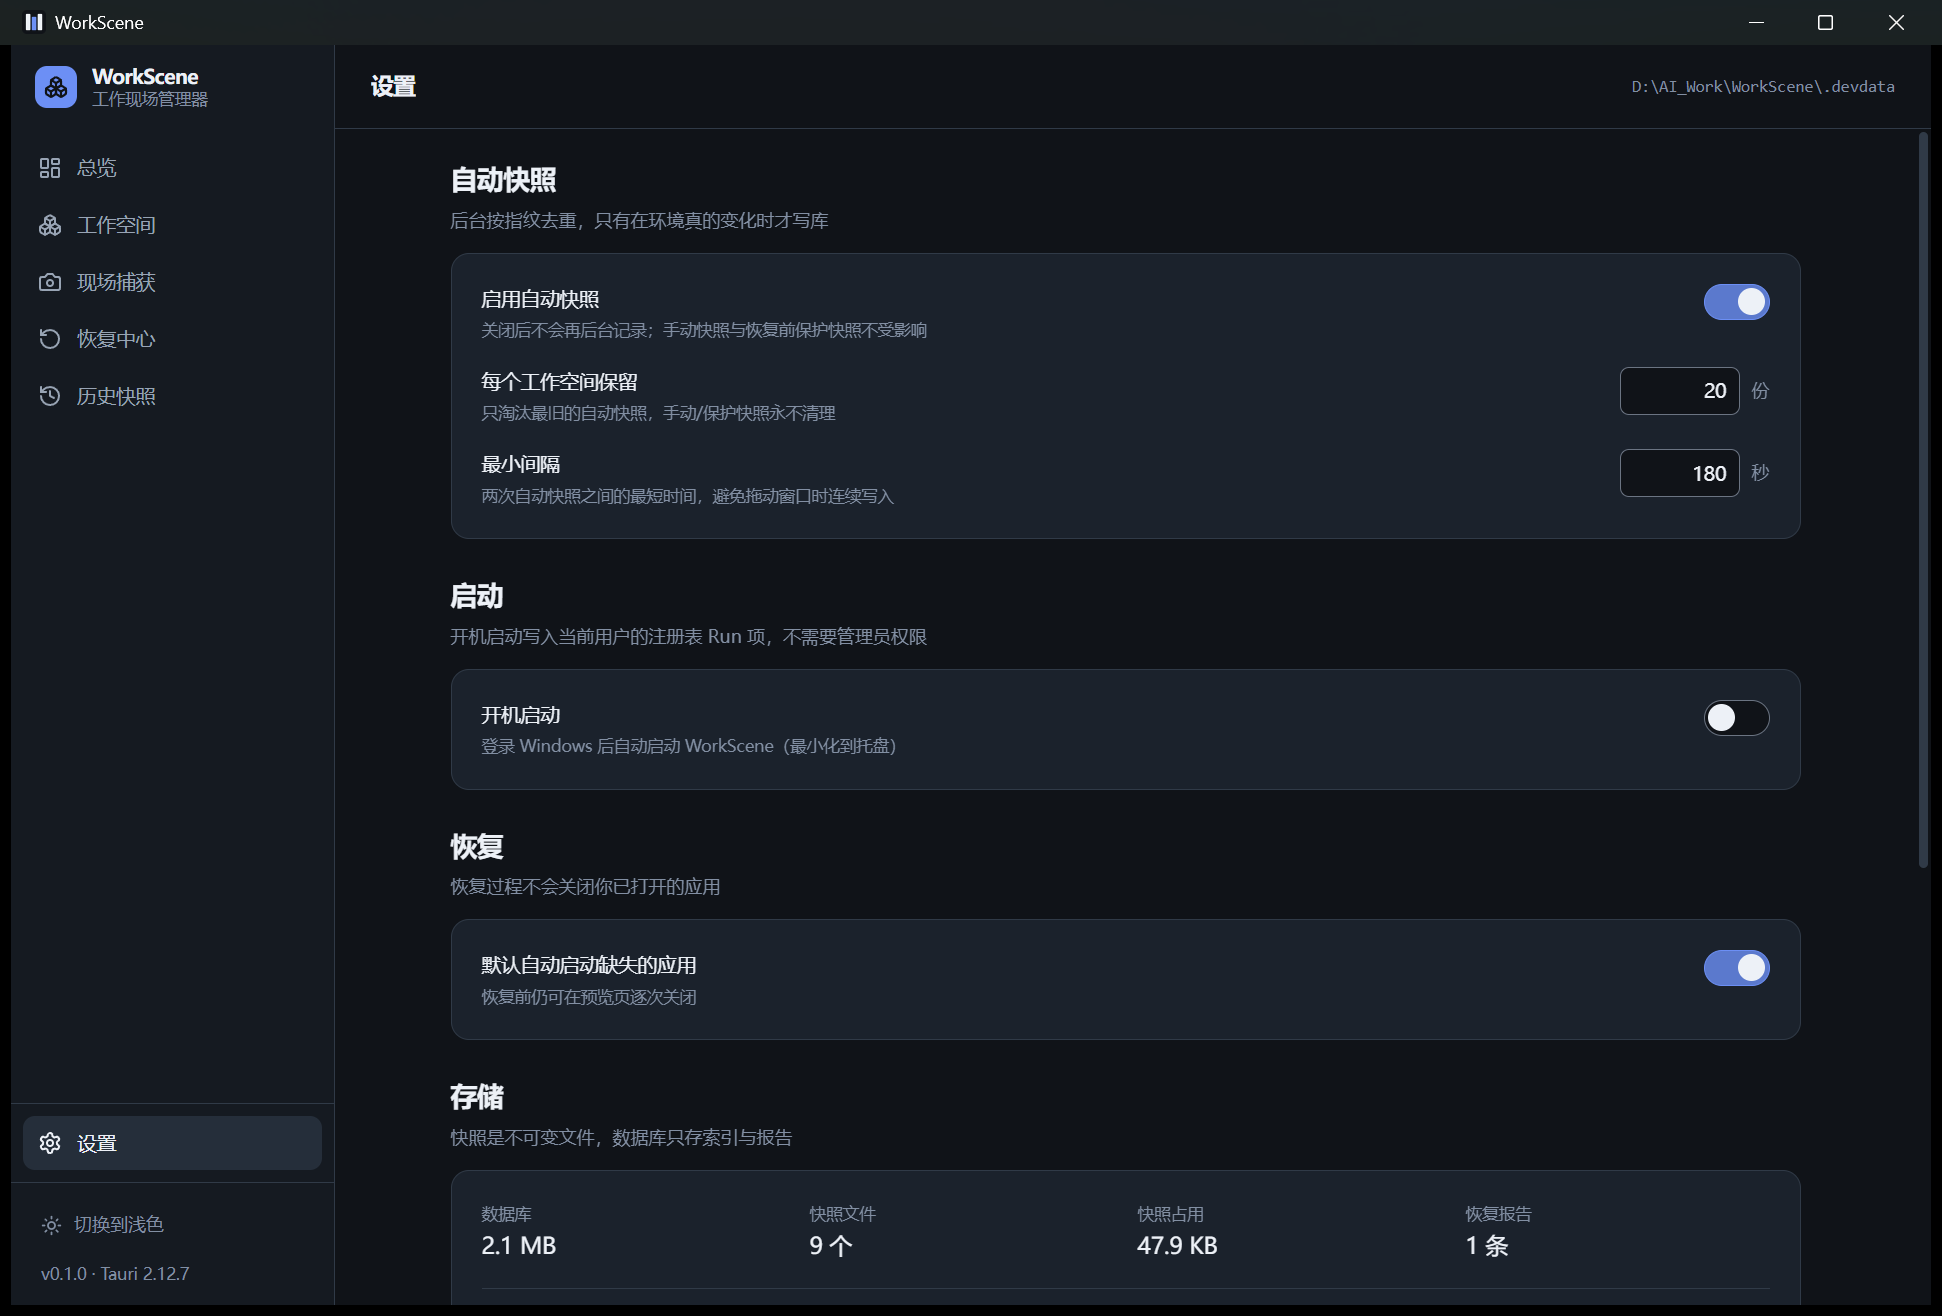 WorkScene
WorkScene
工作现场管理器
总览
工作空间
现场捕获
恢复中心
历史快照
设置
切换到浅色
v0.1.0 · Tauri 2.12.7
设置
D:\AI_Work\WorkScene\.devdata
自动快照
后台按指纹去重，只有在环境真的变化时才写库
启用自动快照
关闭后不会再后台记录；手动快照与恢复前保护快照不受影响
每个工作空间保留
只淘汰最旧的自动快照，手动/保护快照永不清理
20 份
最小间隔
两次自动快照之间的最短时间，避免拖动窗口时连续写入
180 秒
启动
开机启动写入当前用户的注册表 Run 项，不需要管理员权限
开机启动
登录 Windows 后自动启动 WorkScene（最小化到托盘）
恢复
恢复过程不会关闭你已打开的应用
默认自动启动缺失的应用
恢复前仍可在预览页逐次关闭
存储
快照是不可变文件，数据库只存索引与报告
数据库
2.1 MB
快照文件
9 个
快照占用
47.9 KB
恢复报告
1 条